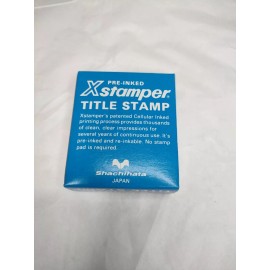 PRE-INKED
Xstamper®
TITLE STAMP
Xstamper's patented Cellular Inked
printing process provides thousands
of clean, clear impressions for
several years of continuous use. It's
pre-inked and re-inkable. No stamp
pad is required.
Shachihata
JAPAN